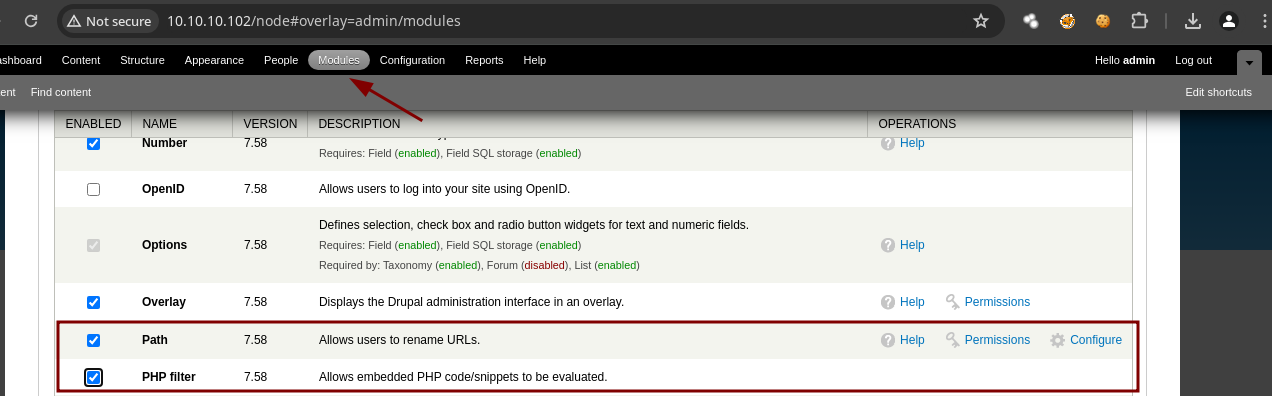 Not secure 10.10.10.102/node#overlay=admin/modules
ashboard Content Structure Appearance People Modules Configuration Reports Help Hello admin Log out
ent Find content Edit shortcuts
ENABLED NAME VERSION DESCRIPTION OPERATIONS
Number 7.58 Help
Requires: Field (enabled), Field SQL storage (enabled)
OpenID 7.58 Allows users to log into your site using OpenID.
Defines selection, check box and radio button widgets for text and numeric fields.
Options 7.58 Requires: Field (enabled), Field SQL storage (enabled) Help
Required by: Taxonomy (enabled), Forum (disabled), List (enabled)
Overlay 7.58 Displays the Drupal administration interface in an overlay. Help Permissions
Path 7.58 Allows users to rename URLs. Help Permissions Configure
PHP filter 7.58 Allows embedded PHP code/snippets to be evaluated.